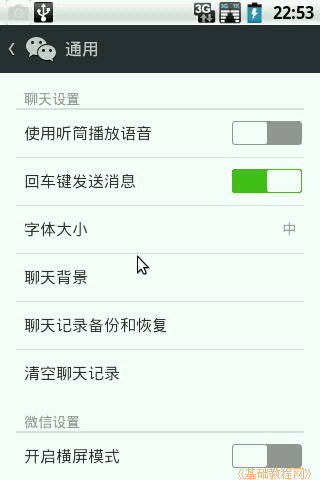 3G 3G 1X 22:53
通用
聊天设置
使用听筒播放语音
回车键发送消息
字体大小 中
聊天背景
聊天记录备份和恢复
清空聊天记录
微信设置
开启横屏模式
《基础教程网》